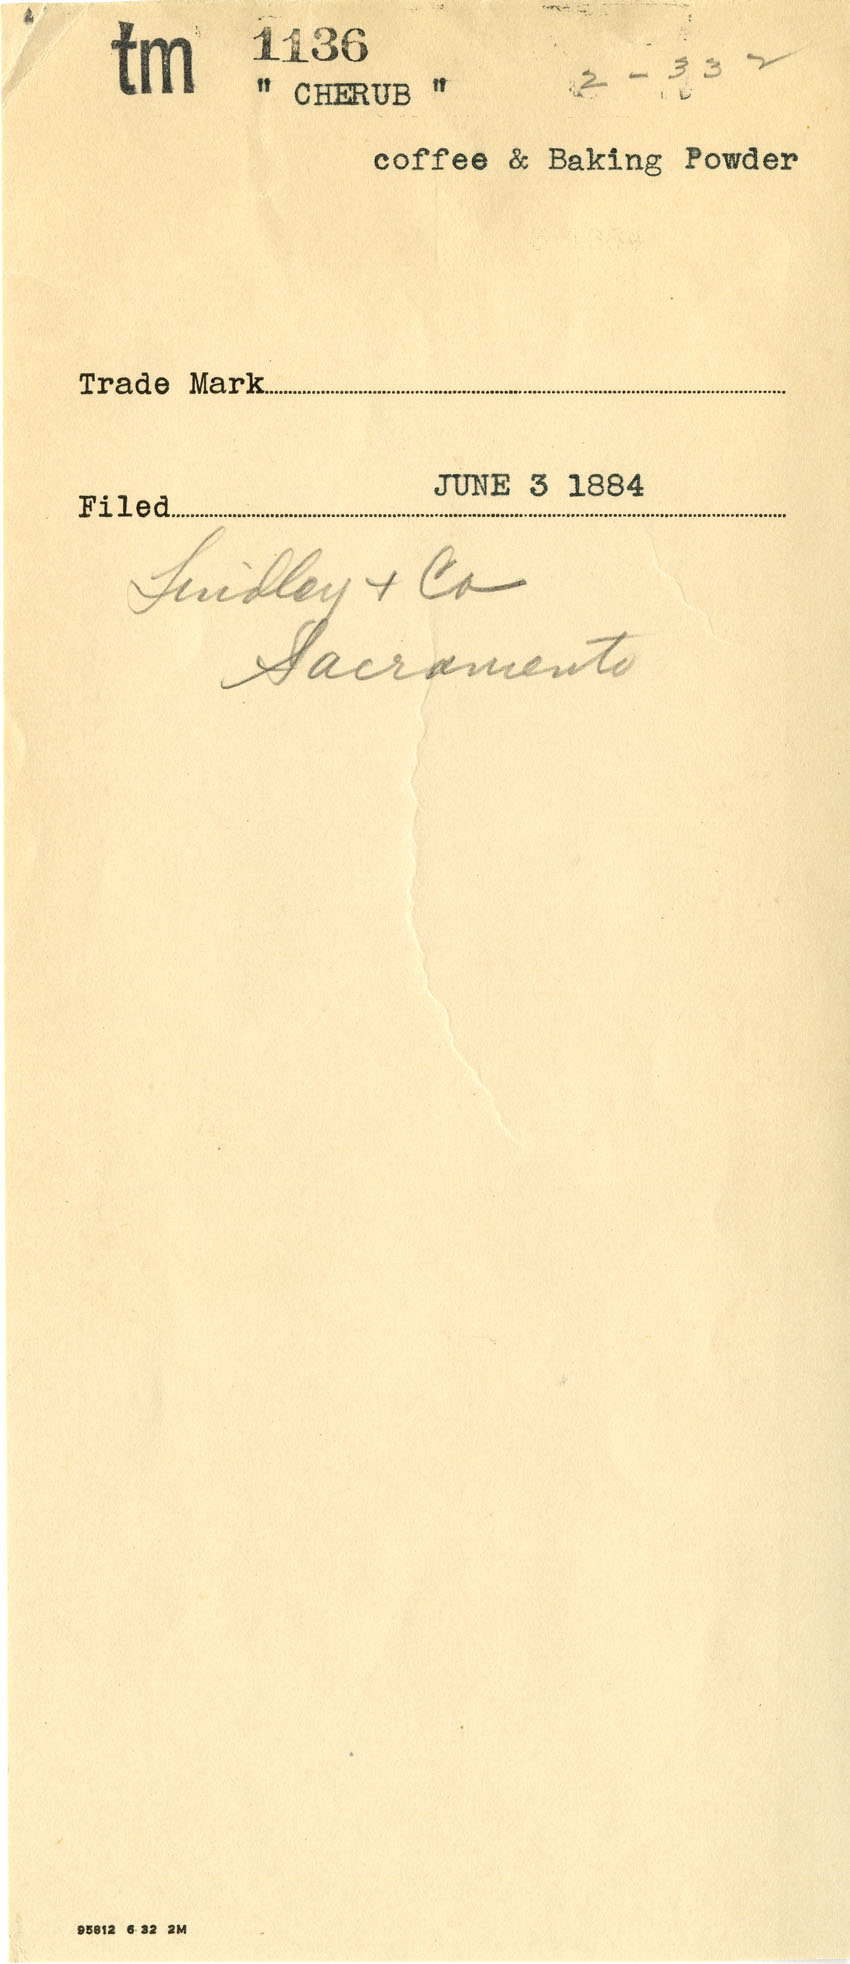 tm 1136
" CHERUB "
2-332
coffee & Baking Powder
Trade Mark
Filed JUNE 3 1884
Lindley + Co
Sacramento
95812 6-32 2M